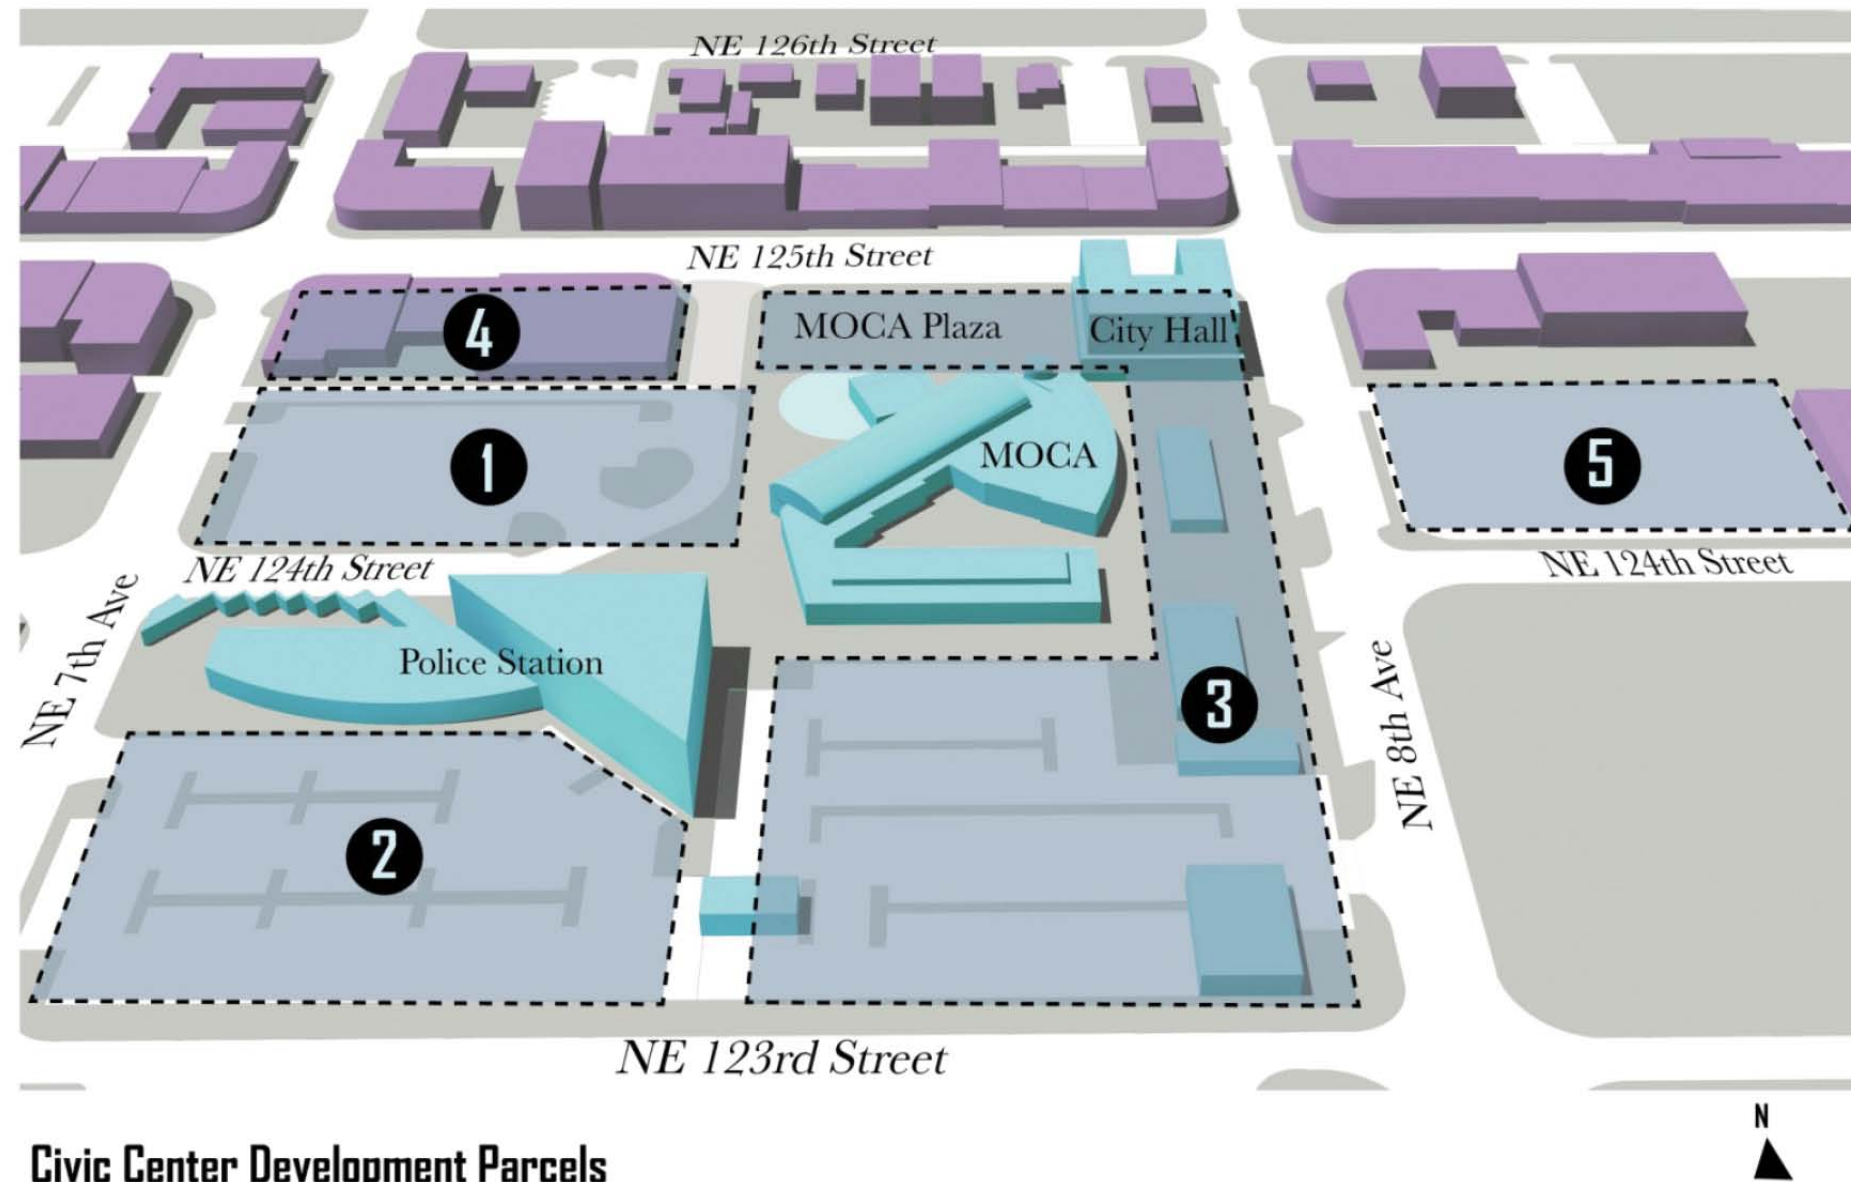 NE 126th Street
NE 125th Street
4
MOCA Plaza
City Hall
1
MOCA
5
NE 124th Street
NE 124th Street
NE 7th Ave
Police Station
3
NE 8th Ave
2
NE 123rd Street
N
Civic Center Development Parcels